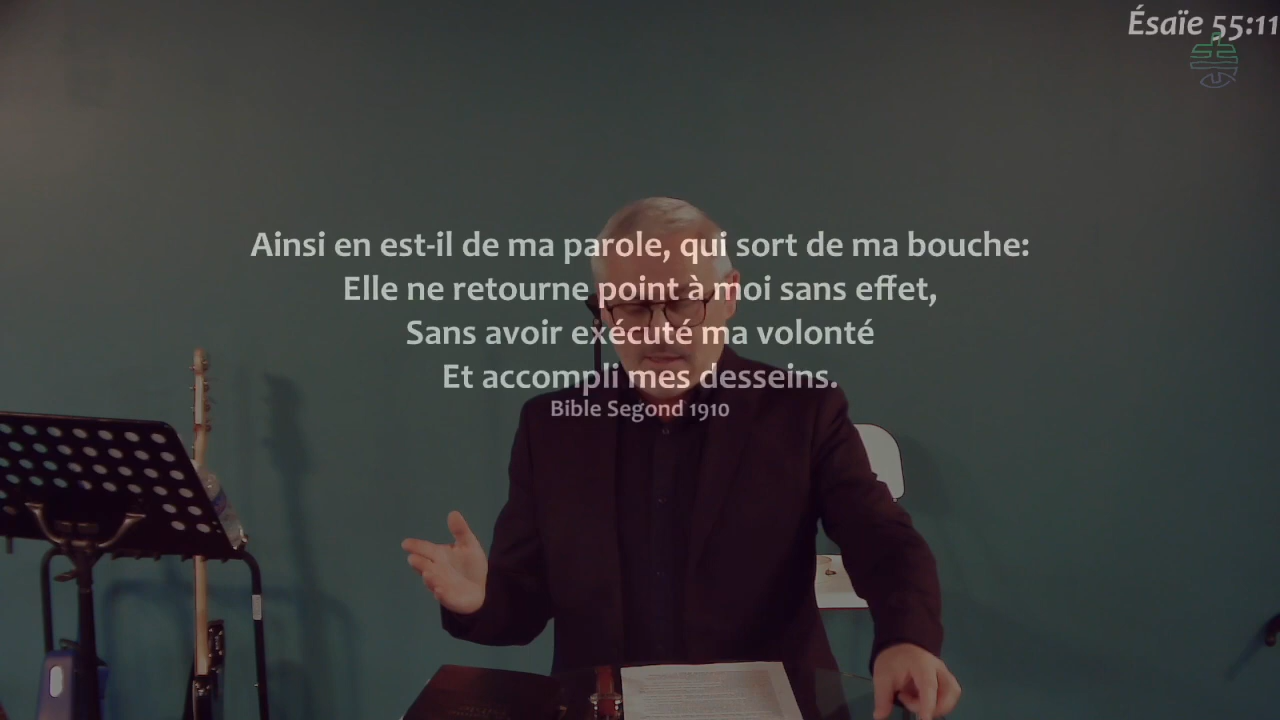 Ésaïe 55:11
Ainsi en est-il de ma parole, qui sort de ma bouche:
Elle ne retourne point à moi sans effet,
Sans avoir exécuté ma volonté
Et accompli mes desseins.
Bible Segond 1910